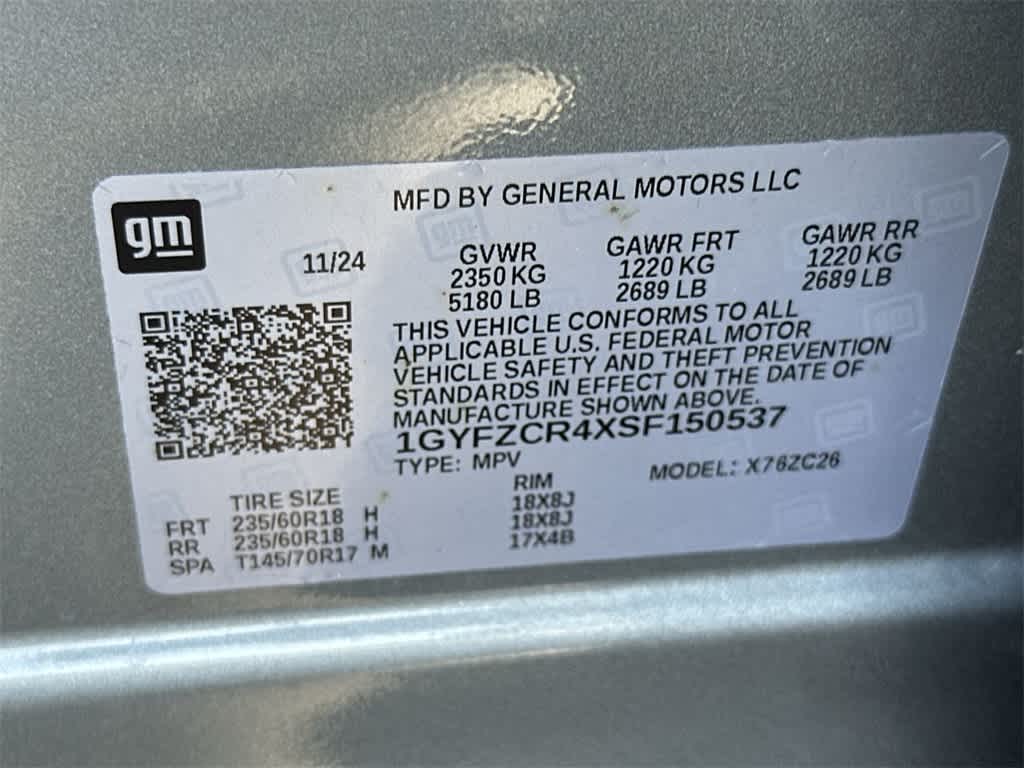 gm
MFD BY GENERAL MOTORS LLC
11/24
GVWR GAWR FRT GAWR RR
2350 KG 1220 KG 1220 KG
5180 LB 2689 LB 2689 LB
THIS VEHICLE CONFORMS TO ALL
APPLICABLE U.S. FEDERAL MOTOR
VEHICLE SAFETY AND THEFT PREVENTION
STANDARDS IN EFFECT ON THE DATE OF
MANUFACTURE SHOWN ABOVE.
1GYFZCR4XSF150537
TYPE: MPV MODEL: X76ZC26
TIRE SIZE RIM
FRT 235/60R18 H 18X8J
RR 235/60R18 H 18X8J
SPA T145/70R17 M 17X4B